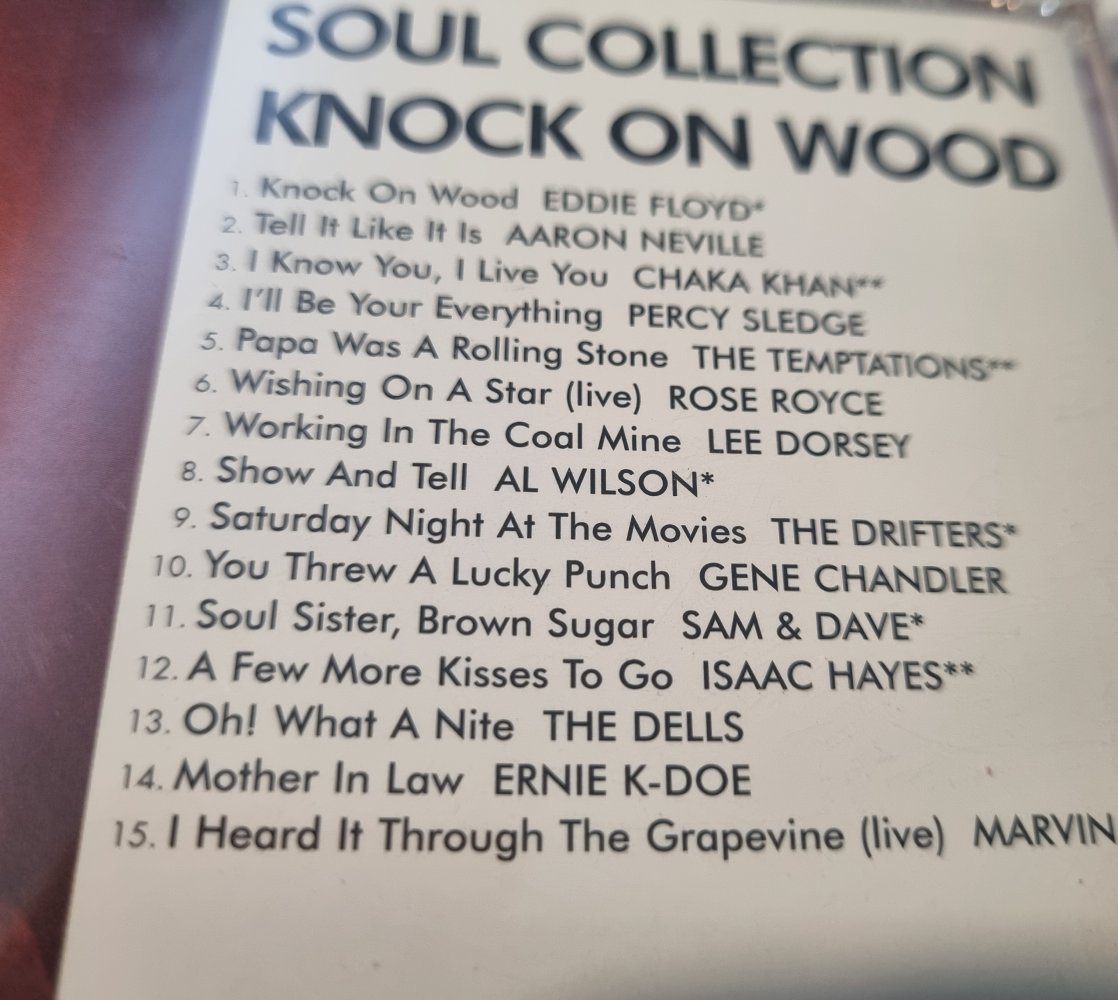 SOUL COLLECTION
KNOCK ON WOOD
1. Knock On Wood EDDIE FLOYD*
2. Tell It Like It Is AARON NEVILLE
3. I Know You, I Live You CHAKA KHAN**
4. I'll Be Your Everything PERCY SLEDGE
5. Papa Was A Rolling Stone THE TEMPTATIONS**
6. Wishing On A Star (live) ROSE ROYCE
7. Working In The Coal Mine LEE DORSEY
8. Show And Tell AL WILSON*
9. Saturday Night At The Movies THE DRIFTERS*
10. You Threw A Lucky Punch GENE CHANDLER
11. Soul Sister, Brown Sugar SAM & DAVE*
12. A Few More Kisses To Go ISAAC HAYES**
13. Oh! What A Nite THE DELLS
14. Mother In Law ERNIE K-DOE
15. I Heard It Through The Grapevine (live) MARVIN